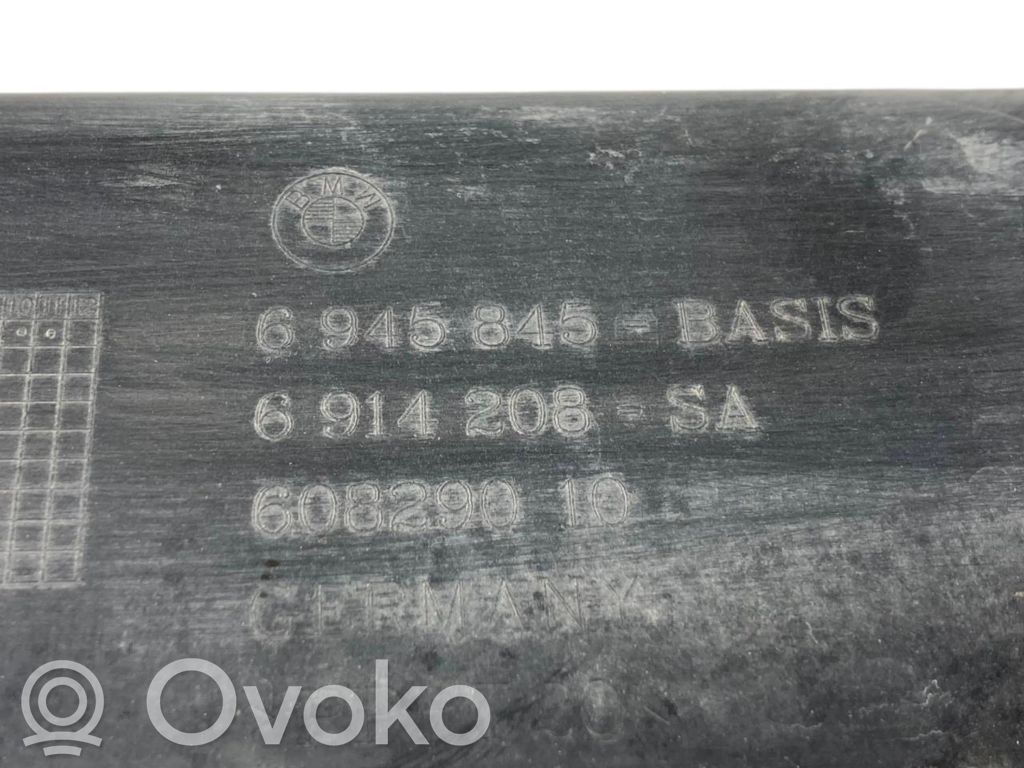 BMW
6 945 845 - BASIS
6 914 208 - SA
608290 10
GERMANY
Ovoko